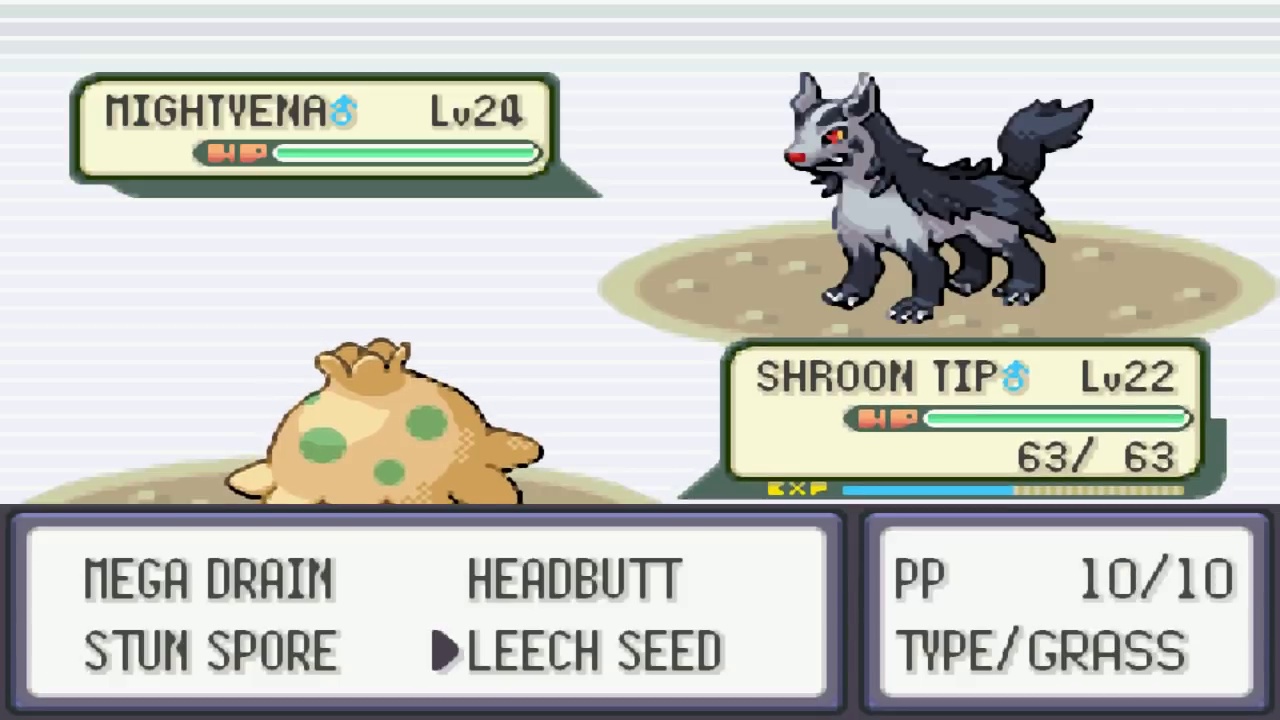 MIGHTYENA♂ Lv24
HP
SHROON TIP♂ Lv22
HP
63/ 63
EXP
MEGA DRAIN HEADBUTT
STUN SPORE ▶LEECH SEED
PP 10/10
TYPE/GRASS